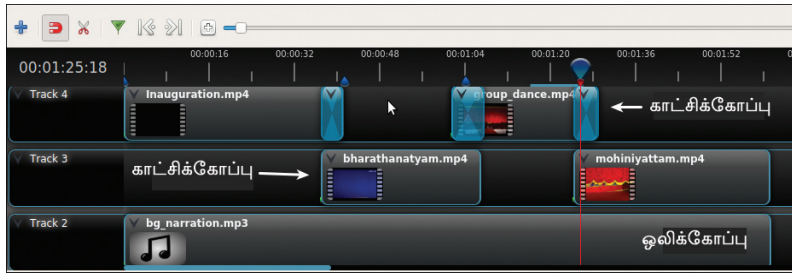 00:01:25:18
00:00:16 00:00:32 00:00:48 00:01:04 00:01:20 00:01:36 00:01:52
Track 4 Inauguration.mp4 group_dance.mp4 காட்சிக்கோப்பு
Track 3 காட்சிக்கோப்பு bharathanatyam.mp4 mohiniyattam.mp4
Track 2 bg_narration.mp3 ஒலிக்கோப்பு